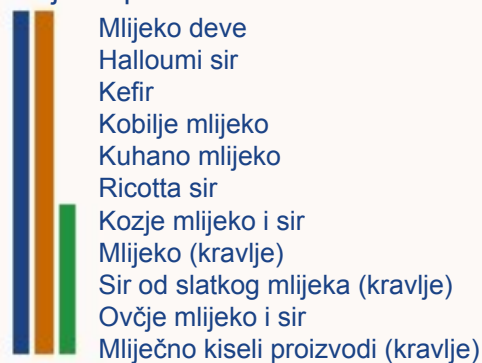 Mlijeko deve
Halloumi sir
Kefir
Kobilje mlijeko
Kuhano mlijeko
Ricotta sir
Kozje mlijeko i sir
Mlijeko (kravlje)
Sir od slatkog mlijeka (kravlje)
Ovčje mlijeko i sir
Mliječno kiseli proizvodi (kravlje)